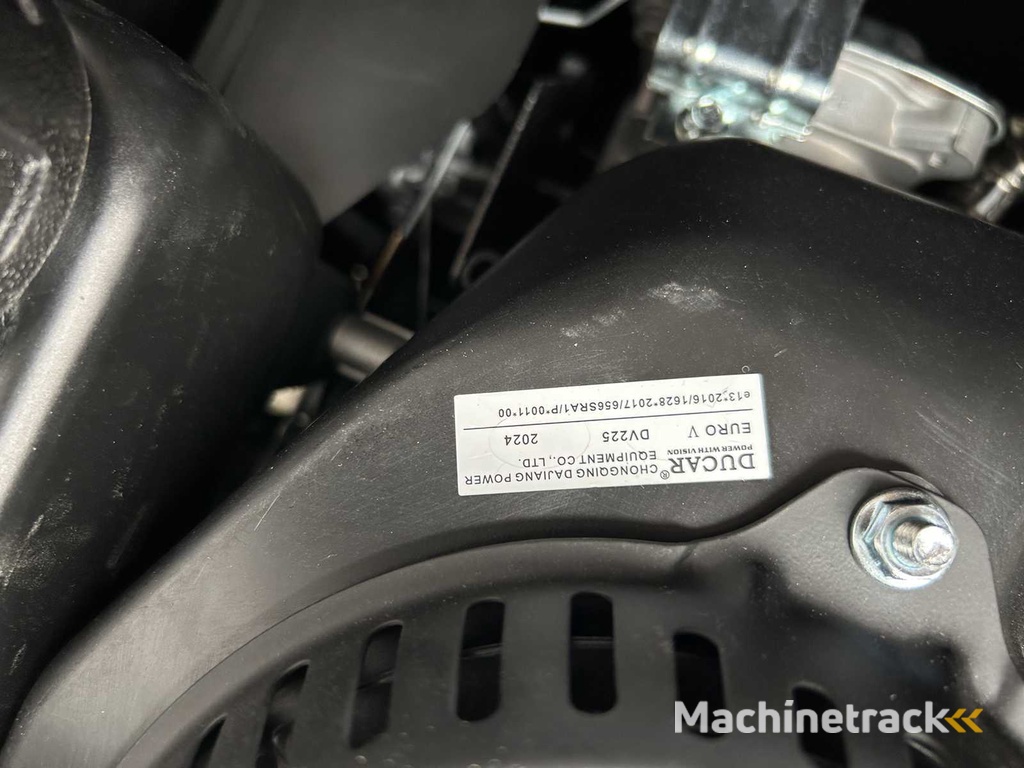 DUCAR® CHONGQING DAJIANG POWER
POWER WITH VISION EQUIPMENT CO., LTD.
EURO V DV225 2024
e13*2016/1628*2017/656SRA1/P*0011*00
Machinetrack